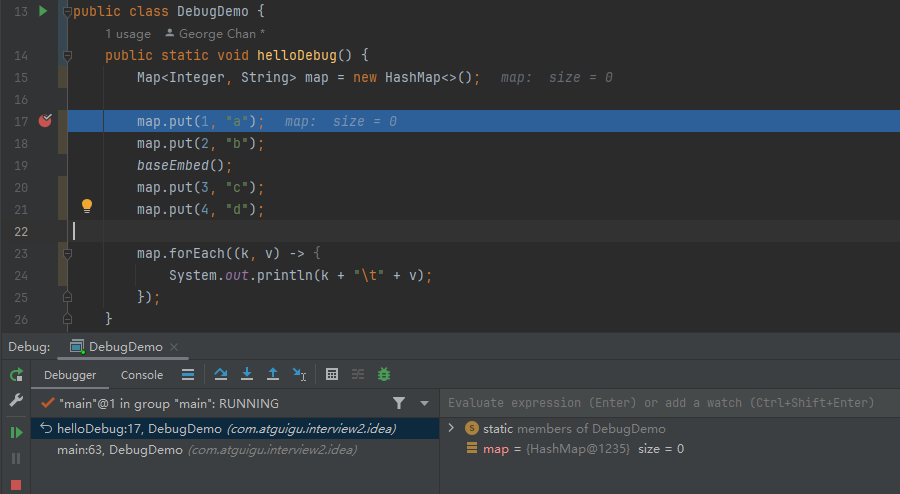 13 public class DebugDemo {
1 usage George Chan *
14 public static void helloDebug() {
15 Map<Integer, String> map = new HashMap<>(); map: size = 0
16
17 map.put(1, "a"); map: size = 0
18 map.put(2, "b");
19 baseEmbed();
20 map.put(3, "c");
21 map.put(4, "d");
22
23 map.forEach((k, v) -> {
24 System.out.println(k + "\t" + v);
25 });
26 }
Debug: DebugDemo
Debugger Console
"main"@1 in group "main": RUNNING
Evaluate expression (Enter) or add a watch (Ctrl+Shift+Enter)
helloDebug:17, DebugDemo (com.atguigu.interview2.idea)
S static members of DebugDemo
main:63, DebugDemo (com.atguigu.interview2.idea)
map = {HashMap@1235} size = 0